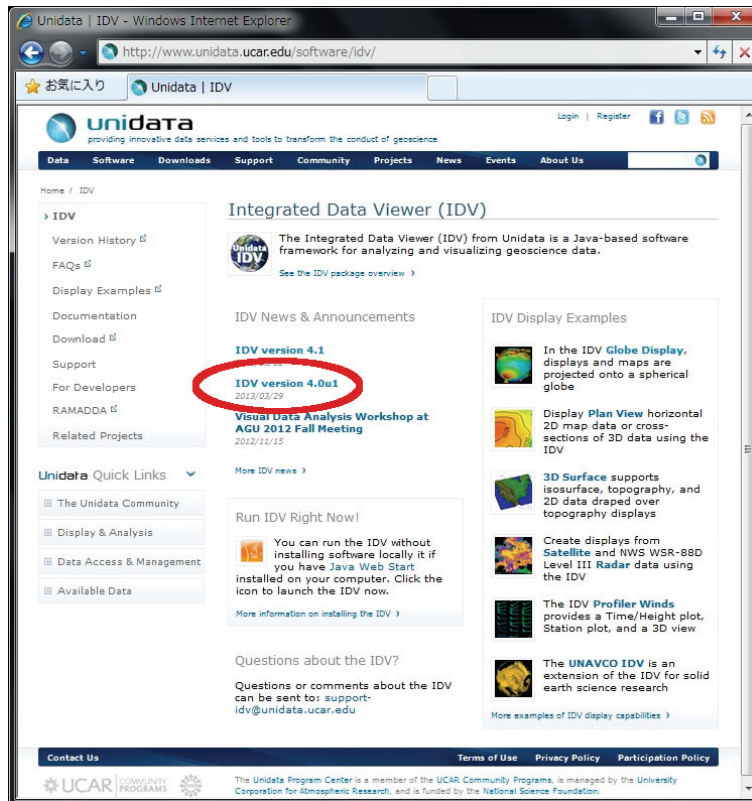 Unidata | IDV - Windows Internet Explorer
http://www.unidata.ucar.edu/software/idv/
お気に入り
Unidata | IDV
Login | Register
unidata
providing innovative data services and tools to transform the conduct of geoscience
Data Software Downloads Support Community Projects News Events About Us
Home / IDV
IDV
Version History
FAQs
Display Examples
Documentation
Download
Support
For Developers
RAMADDA
Related Projects
Unidata Quick Links
The Unidata Community
Display & Analysis
Data Access & Management
Available Data
Integrated Data Viewer (IDV)
Unidata
IDV
The Integrated Data Viewer (IDV) from Unidata is a Java-based software
framework for analyzing and visualizing geoscience data.
See the IDV package overview
IDV News & Announcements
IDV version 4.1
IDV version 4.0u1
2013/03/29
Visual Data Analysis Workshop at
AGU 2012 Fall Meeting
2012/11/15
More IDV news
Run IDV Right Now!
You can run the IDV without
installing software locally it if
you have Java Web Start
installed on your computer. Click the
icon to launch the IDV now.
More information on installing the IDV
Questions about the IDV?
Questions or comments about the IDV
can be sent to: support-
idv@unidata.ucar.edu
IDV Display Examples
In the IDV Globe Display,
displays and maps are
projected onto a spherical
globe
Display Plan View horizontal
2D map data or cross-
sections of 3D data using the
IDV
3D Surface supports
isosurface, topography, and
2D data draped over
topography displays
Create displays from
Satellite and NWS WSR-88D
Level III Radar data using
the IDV
The IDV Profiler Winds
provides a Time/Height plot,
Station plot, and a 3D view
The UNAVCO IDV is an
extension of the IDV for solid
earth science research
More examples of IDV display capabilities
Contact Us Terms of Use Privacy Policy Participation Policy
UCAR COMMUNITY
PROGRAMS
The Unidata Program Center is a member of the UCAR Community Programs, is managed by the University
Corporation for Atmospheric Research, and is funded by the National Science Foundation.